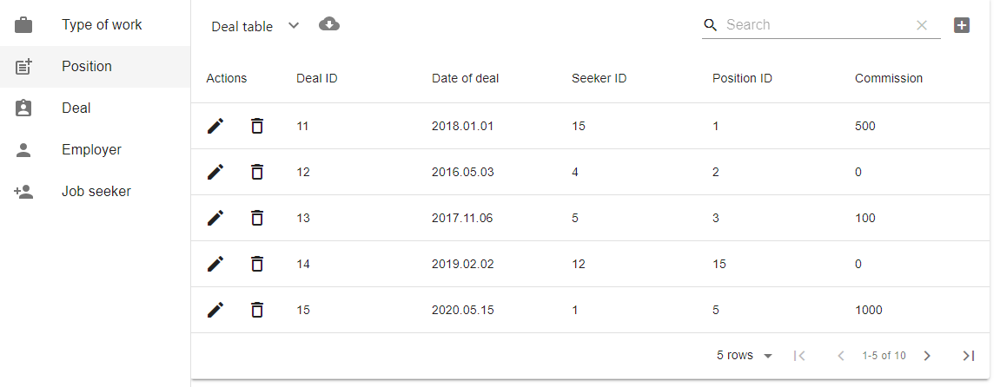 Type of work
Position
Deal
Employer
Job seeker
Deal table
Search
Actions Deal ID Date of deal Seeker ID Position ID Commission
11 2018.01.01 15 1 500
12 2016.05.03 4 2 0
13 2017.11.06 5 3 100
14 2019.02.02 12 15 0
15 2020.05.15 1 5 1000
5 rows 1-5 of 10